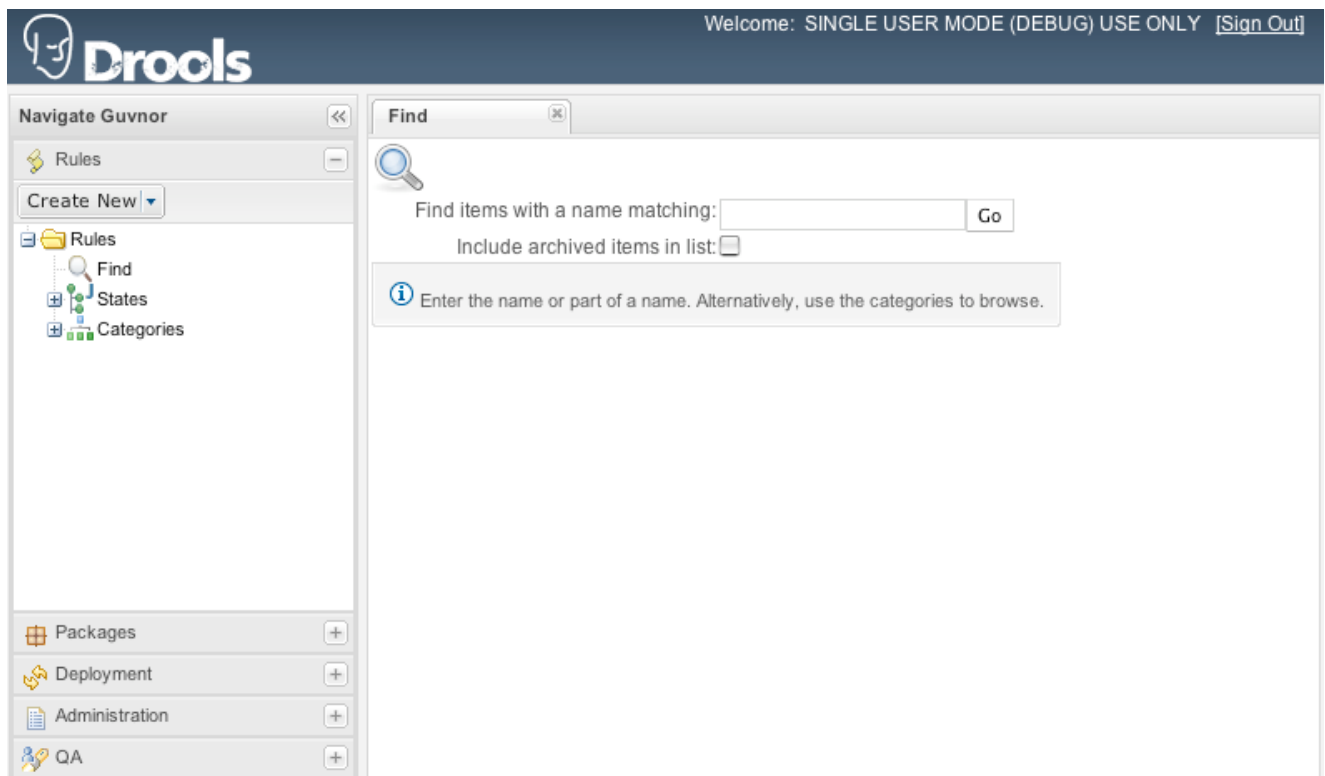 Welcome: SINGLE USER MODE (DEBUG) USE ONLY [Sign Out]
Drools
Navigate Guvnor
Find
Rules
Create New
Find items with a name matching:
Go
Rules
Include archived items in list:
Find
States
Enter the name or part of a name. Alternatively, use the categories to browse.
Categories
Packages
Deployment
Administration
QA